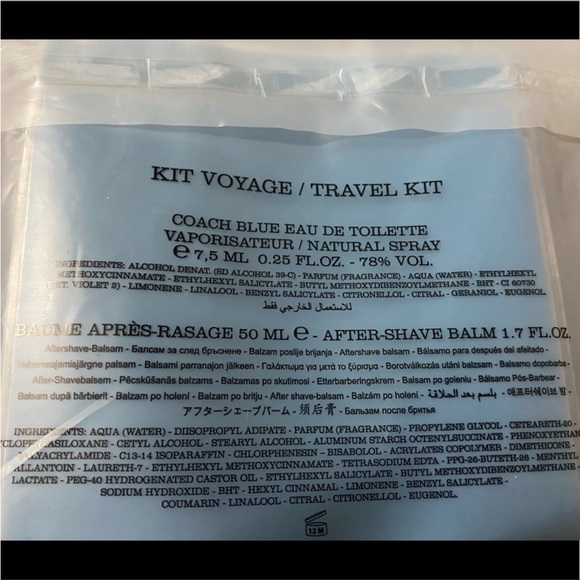 KIT VOYAGE / TRAVEL KIT
COACH BLUE EAU DE TOILETTE
VAPORISATEUR / NATURAL SPRAY
℮ 7,5 ML 0.25 FL.OZ. - 78% VOL.
INGREDIENTS: ALCOHOL DENAT. (SD ALCOHOL 39-C) - PARFUM (FRAGRANCE) - AQUA (WATER) - ETHYLHEXYL
METHOXYCINNAMATE - ETHYLHEXYL SALICYLATE - BUTYL METHOXYDIBENZOYLMETHANE - BHT - CI 60730
(EXT. VIOLET 2) - LIMONENE - LINALOOL - BENZYL SALICYLATE - CITRONELLOL - CITRAL - GERANIOL - EUGENOL.
للاستعمال الخارجي فقط
BAUME APRÈS-RASAGE 50 ML ℮ - AFTER-SHAVE BALM 1.7 FL.OZ.
Aftershave-Balsam - Балсам за след бръснене - Balzam poslije brijanja - Aftershave balsam - Bálsamo para después del afeitado -
Habemeajamisjärgne palsam - Balsami parranajon jälkeen - Γαλάκτωμα για μετά το ξύρισμα - Borotválkozás utáni balzsam - Balsamo dopobarba -
After-Shavebalsem - Pēcskūšanās balzams - Balzamas po skutimosi - Etterbarberingskrem - Balsam po goleniu - Bálsamo Pós-Barbear -
Balsam după bărbierit - Balzam po holení - Balzam po britju - After shave-balsam - Balzám po holení - بلسم بعد الحلاقة - 애프터쉐이브 밤
アフターシェーブバーム - 须后膏 - Бальзам после бритья
INGREDIENTS: AQUA (WATER) - DIISOPROPYL ADIPATE - PARFUM (FRAGRANCE) - PROPYLENE GLYCOL - CETEARETH-20 -
CYCLOPENTASILOXANE - CETYL ALCOHOL - STEARYL ALCOHOL - ALUMINUM STARCH OCTENYLSUCCINATE - PHENOXYETHANOL
POLYACRYLAMIDE - C13-14 ISOPARAFFIN - CHLORPHENESIN - BISABOLOL - ACRYLATES COPOLYMER - DIMETHICONE -
ALLANTOIN - LAURETH-7 - ETHYLHEXYL METHOXYCINNAMATE - TETRASODIUM EDTA - PPG-26-BUTETH-26 - MENTHYL
LACTATE - PEG-40 HYDROGENATED CASTOR OIL - ETHYLHEXYL SALICYLATE - BUTYL METHOXYDIBENZOYLMETHANE -
SODIUM HYDROXIDE - BHT - HEXYL CINNAMAL - LIMONENE - BENZYL SALICYLATE -
COUMARIN - LINALOOL - CITRAL - CITRONELLOL - EUGENOL.
12 M